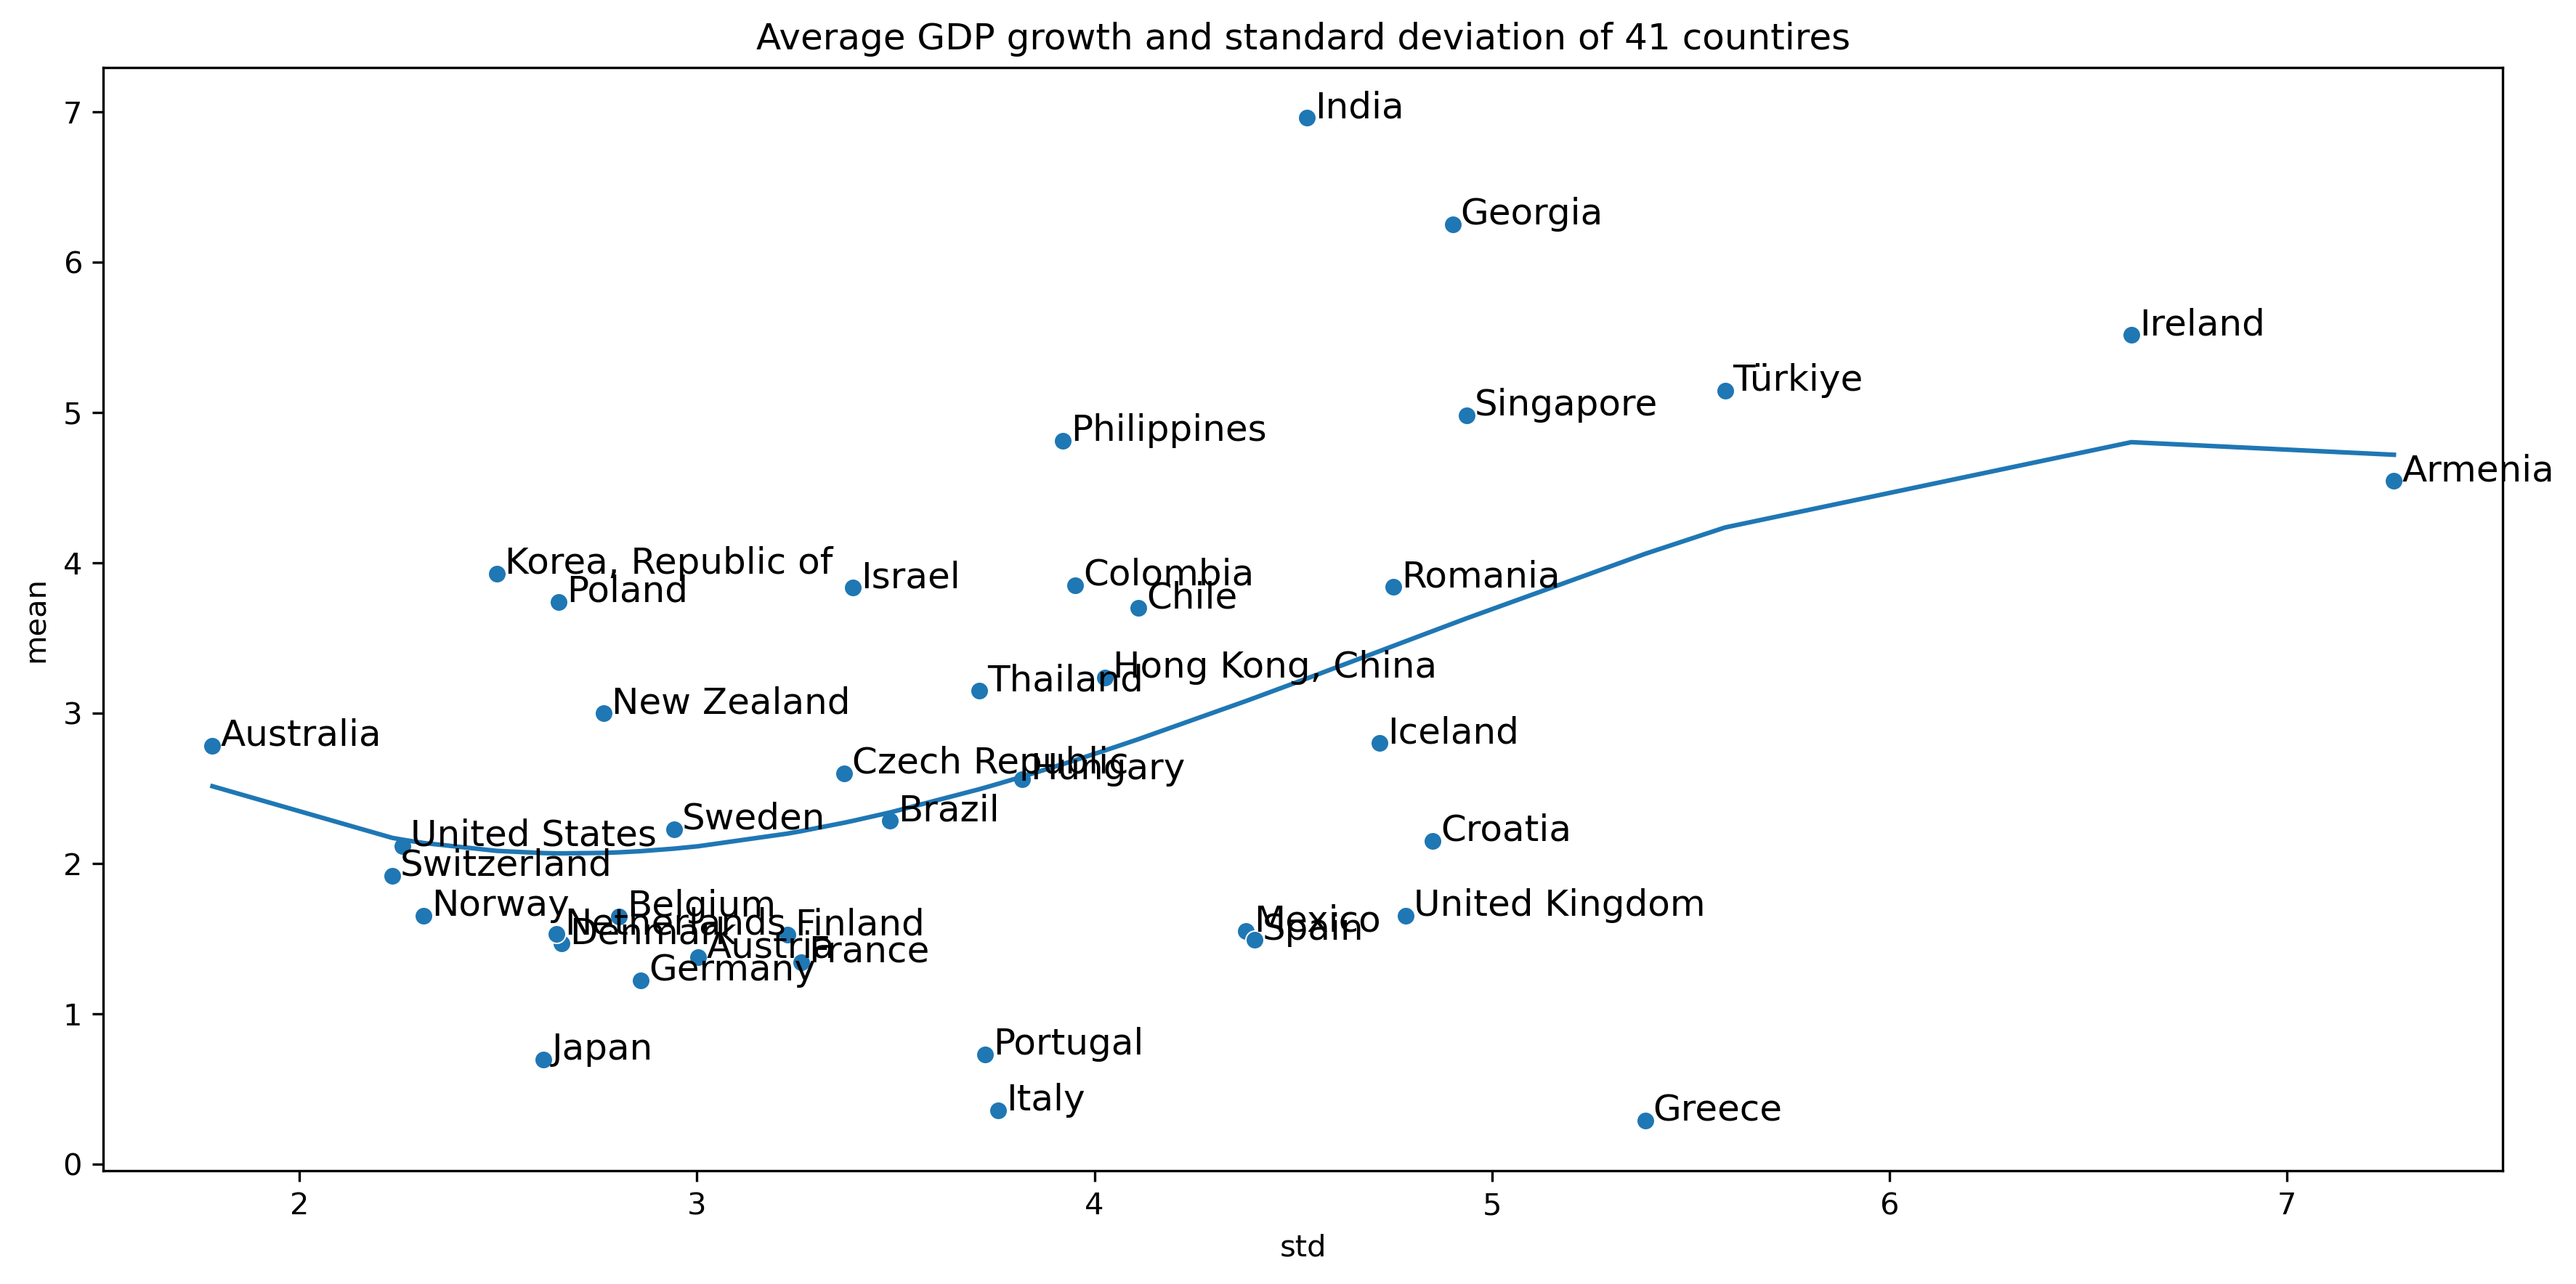 Average GDP growth and standard deviation of 41 countires
7
6
5
4
3
2
1
0
mean
India
Georgia
Ireland
Türkiye
Singapore
Philippines
Armenia
Korea, Republic of
Poland
Israel
Colombia
Chile
Romania
Hong Kong, China
Thailand
New Zealand
Australia
Iceland
Czech Republic
Hungary
Brazil
Sweden
United States
Croatia
Switzerland
Norway
Belgium
United Kingdom
Netherlands
Finland
Mexico
Denmark
Spain
Austria
France
Germany
Japan
Portugal
Italy
Greece
2
3
4
5
6
7
std